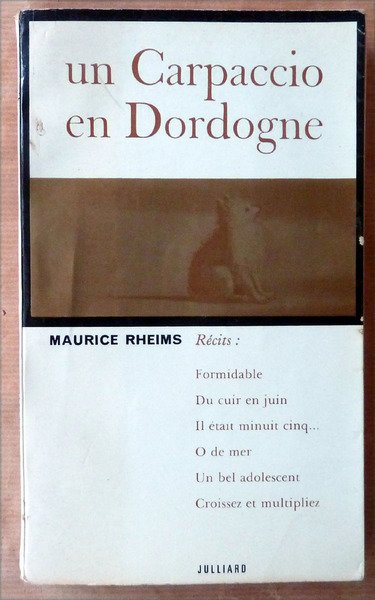 un Carpaccio
en Dordogne
MAURICE RHEIMS Récits :
Formidable
Du cuir en juin
Il était minuit cinq...
O de mer
Un bel adolescent
Croissez et multipliez
JULLIARD